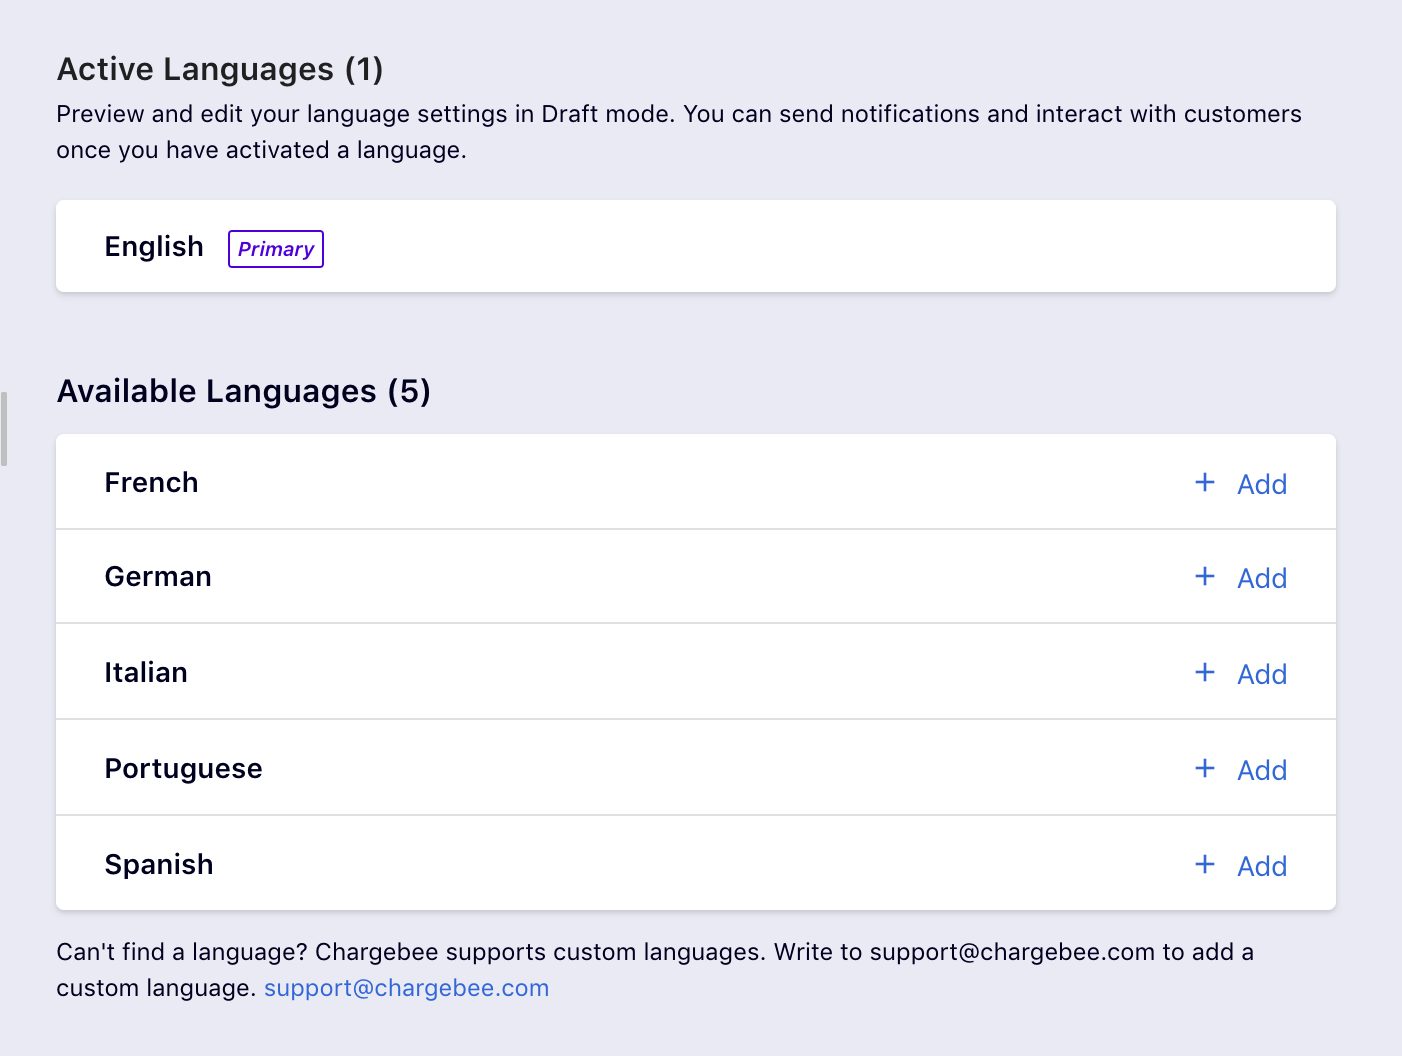 Active Languages (1)
Preview and edit your language settings in Draft mode. You can send notifications and interact with customers
once you have activated a language.
English Primary
Available Languages (5)
French + Add
German + Add
Italian + Add
Portuguese + Add
Spanish + Add
Can't find a language? Chargebee supports custom languages. Write to support@chargebee.com to add a
custom language. support@chargebee.com